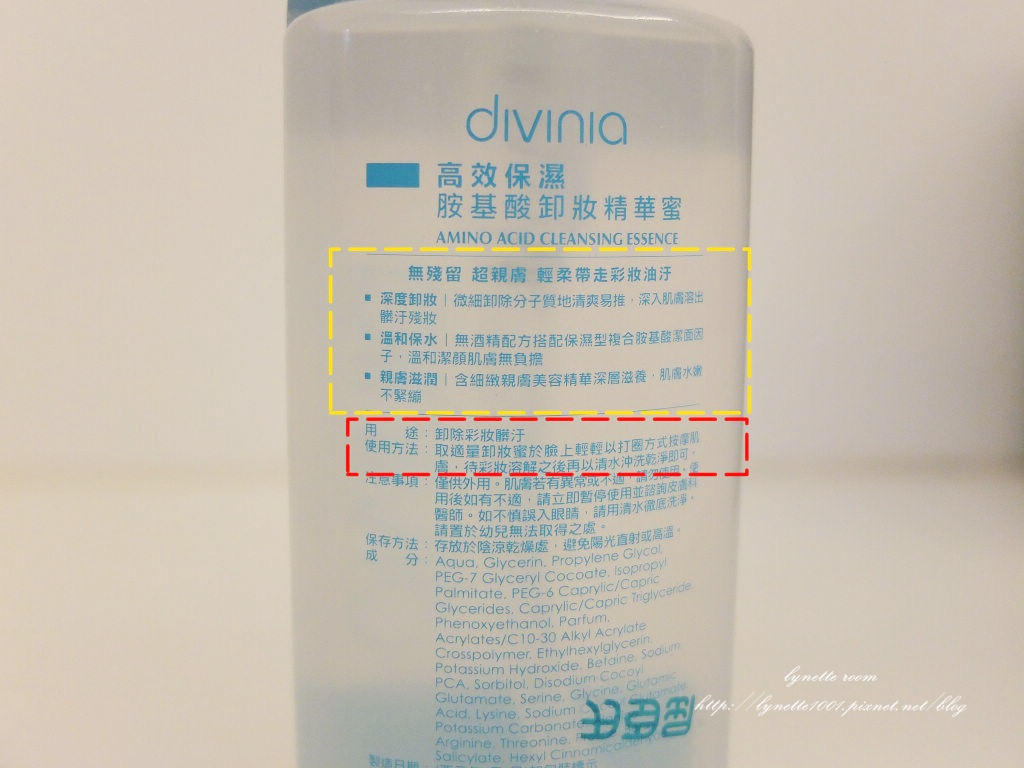 divinia
高效保濕
胺基酸卸妝精華蜜
AMINO ACID CLEANSING ESSENCE
無殘留 超親膚 輕柔帶走彩妝油汙
▪ 深度卸妝｜微細卸除分子質地清爽易推，深入肌膚溶出
髒汙殘妝
▪ 溫和保水｜無酒精配方搭配保濕型複合胺基酸潔面因
子，溫和潔顏肌膚無負擔
▪ 親膚滋潤｜含細緻親膚美容精華深層滋養，肌膚水嫩
不緊繃
用途：卸除彩妝髒汙
使用方法：取適量卸妝蜜於臉上輕輕以打圈方式按摩肌
膚，待彩妝溶解之後再以清水沖洗乾淨即可。
注意事項：僅供外用。肌膚若有異常或不適，請勿使用。使
用後如有不適，請立即暫停使用並諮詢皮膚科
醫師。如不慎誤入眼睛，請用清水徹底洗淨。
請置於幼兒無法取得之處。
保存方法：存放於陰涼乾燥處，避免陽光直射或高溫。
成分：Aqua, Glycerin, Propylene Glycol,
PEG-7 Glyceryl Cocoate, Isopropyl
Palmitate, PEG-6 Caprylic/Capric
Glycerides, Caprylic/Capric Triglyceride,
Phenoxyethanol, Parfum,
Acrylates/C10-30 Alkyl Acrylate
Crosspolymer, Ethylhexylglycerin,
Potassium Hydroxide, Betaine, Sodium
PCA, Sorbitol, Disodium Cocoyl
Glutamate, Serine, Glycine, Glutamic
Acid, Lysine, Sodium Glutamate,
Potassium Carbonate
Arginine, Threonine,
Salicylate, Hexyl
製造日期：
lynette room
http://lynette1001.pixnet.net/blog